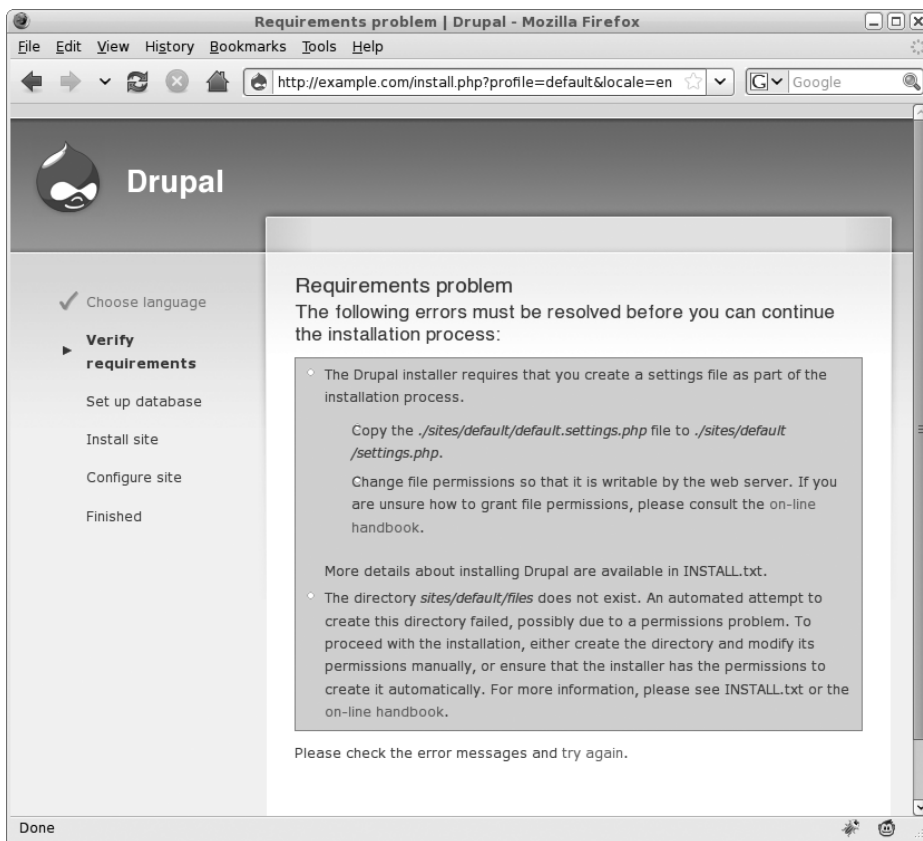 Requirements problem | Drupal - Mozilla Firefox
File Edit View History Bookmarks Tools Help
http://example.com/install.php?profile=default&locale=en
G Google
Drupal
Choose language
Verify
requirements
Set up database
Install site
Configure site
Finished
Requirements problem
The following errors must be resolved before you can continue
the installation process:
The Drupal installer requires that you create a settings file as part of the
installation process.
Copy the ./sites/default/default.settings.php file to ./sites/default
/settings.php.
Change file permissions so that it is writable by the web server. If you
are unsure how to grant file permissions, please consult the on-line
handbook.
More details about installing Drupal are available in INSTALL.txt.
The directory sites/default/files does not exist. An automated attempt to
create this directory failed, possibly due to a permissions problem. To
proceed with the installation, either create the directory and modify its
permissions manually, or ensure that the installer has the permissions to
create it automatically. For more information, please see INSTALL.txt or the
on-line handbook.
Please check the error messages and try again.
Done